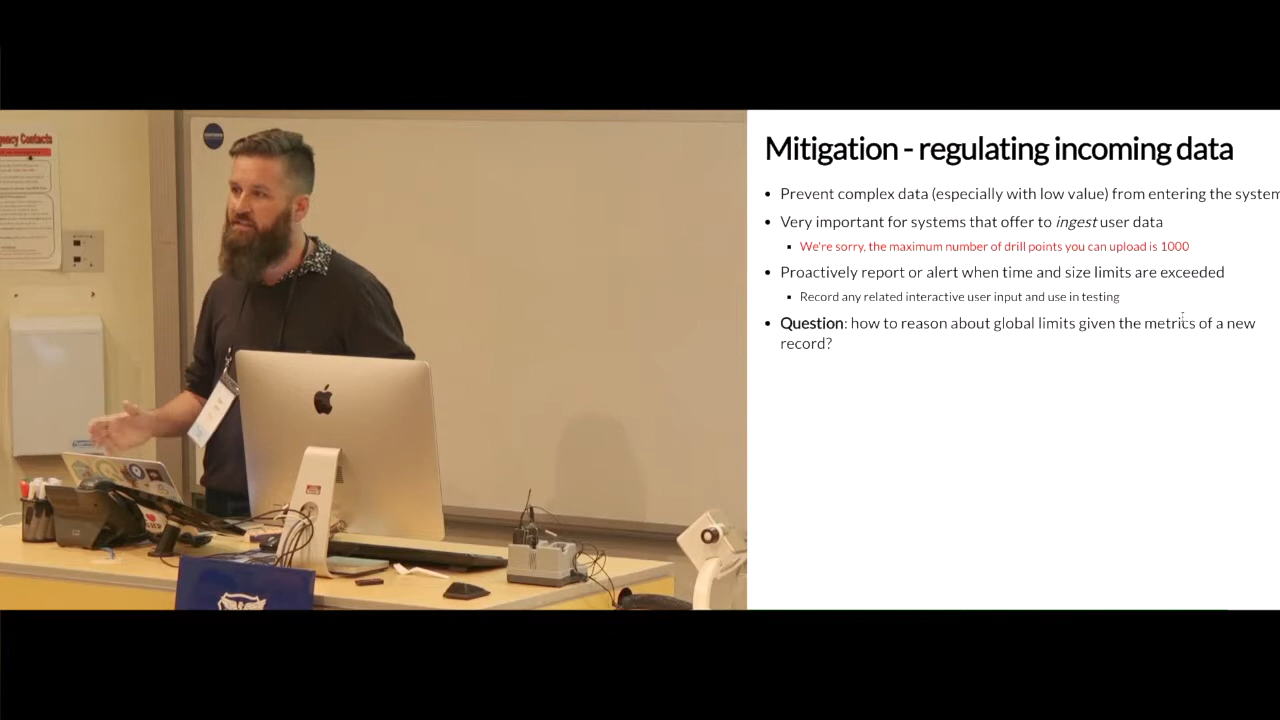 ency Contacts
Mitigation - regulating incoming data
Prevent complex data (especially with low value) from entering the system
Very important for systems that offer to ingest user data
We're sorry, the maximum number of drill points you can upload is 1000
Proactively report or alert when time and size limits are exceeded
Record any related interactive user input and use in testing
Question: how to reason about global limits given the metrics of a new
record?